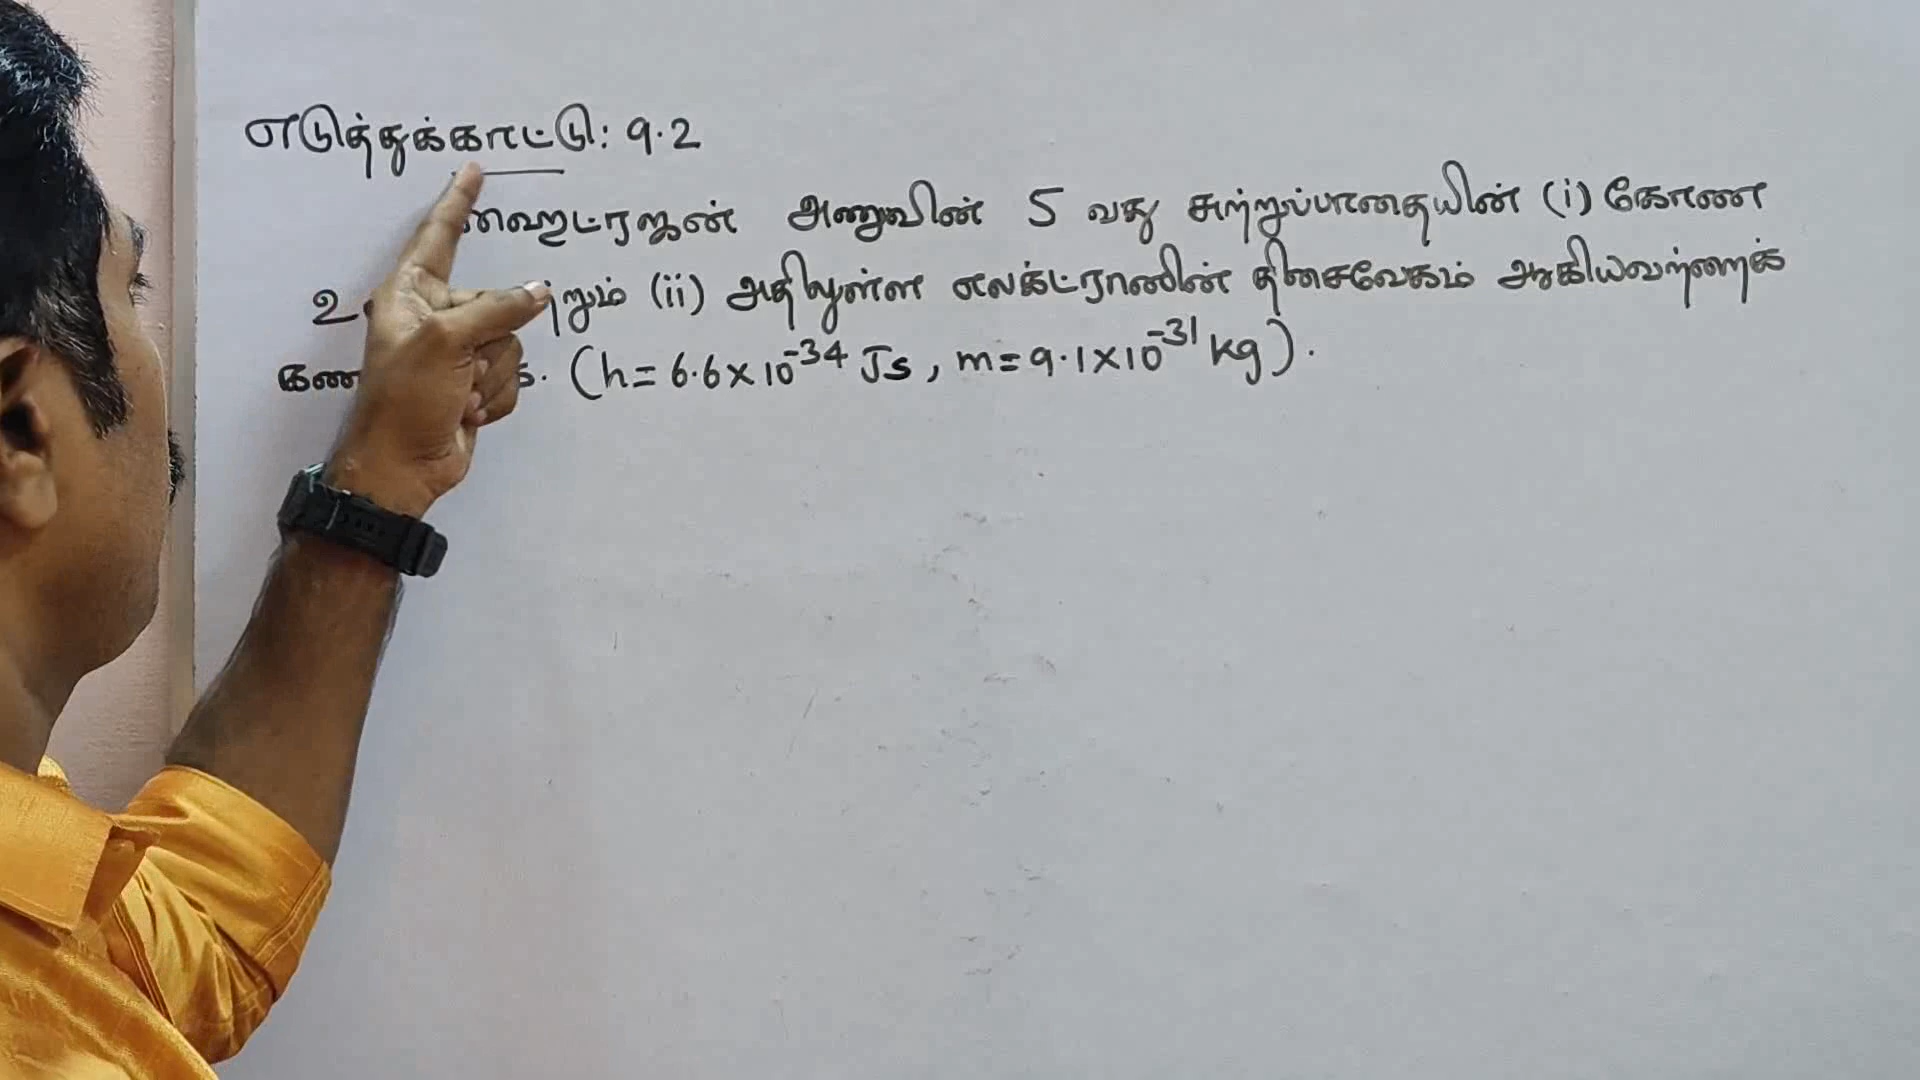 எடுத்துக்காட்டு: 9.2
ஹைட்ரஜன் அணுவின் 5 வது சுற்றுப்பாதையின் (i) கோண
(ii) அதிலுள்ள எலக்ட்ரானின் திசைவேகம் ஆகியவற்றைக்
(h = 6.6 x 10⁻³⁴ Js, m = 9.1 x 10⁻³¹ kg).